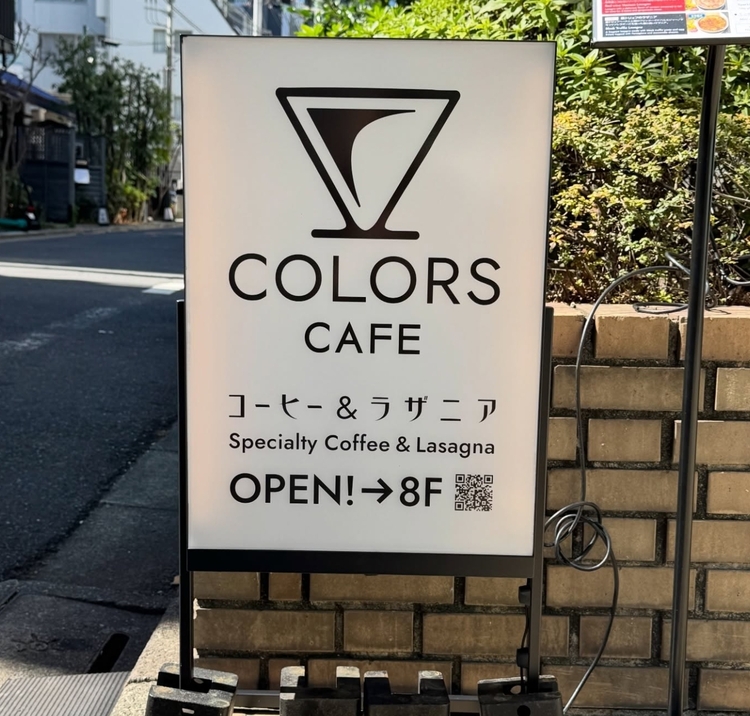 COLORS
CAFE
コーヒー & ラザニア
Specialty Coffee & Lasagna
OPEN!→8F